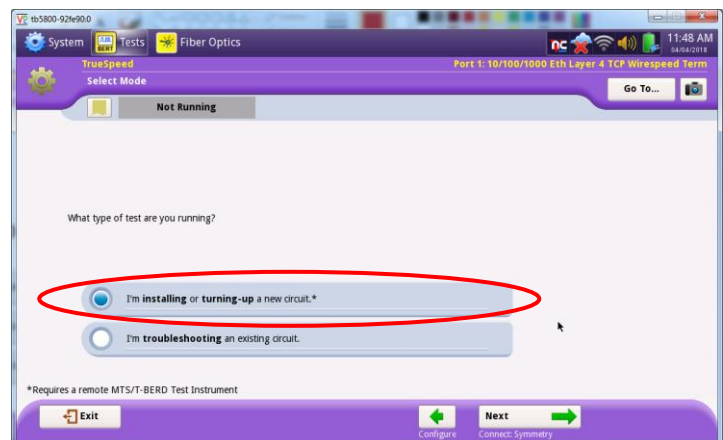 tb5800-92fe90:0
System Tests Fiber Optics 11:48 AM
04/04/2018
TrueSpeed Port 1: 10/100/1000 Eth Layer 4 TCP Wirespeed Term
Select Mode
Go To...
Not Running
What type of test are you running?
I'm installing or turning-up a new circuit.*
I'm troubleshooting an existing circuit.
*Requires a remote MTS/T-BERD Test Instrument
Exit Next
Configure Connect: Symmetry